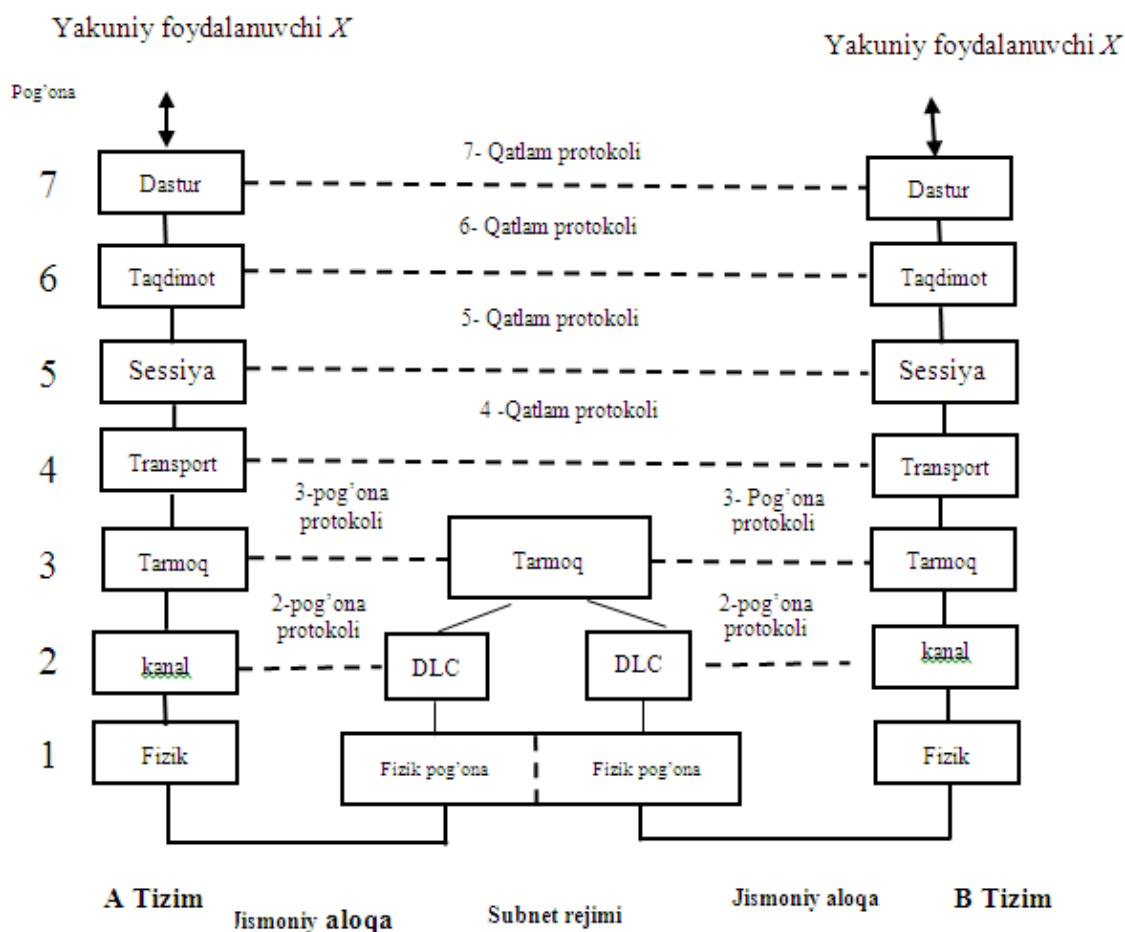 Yakuniy foydalanuvchi X
Yakuniy foydalanuvchi X
Pog’ona
7- Qatlam protokoli
7
Dastur
Dastur
6- Qatlam protokoli
6
Taqdimot
Taqdimot
5- Qatlam protokoli
5
Sessiya
Sessiya
4 -Qatlam protokoli
4
Transport
Transport
3-pog’ona
protokoli
3- Pog’ona
protokoli
3
Tarmoq
Tarmoq
Tarmoq
2-pog’ona
protokoli
2-pog’ona
protokoli
2
kanal
DLC
DLC
kanal
1
Fizik
Fizik pog’ona
Fizik pog’ona
Fizik
A Tizim
Jismoniy aloqa
Subnet rejimi
Jismoniy aloqa
B Tizim